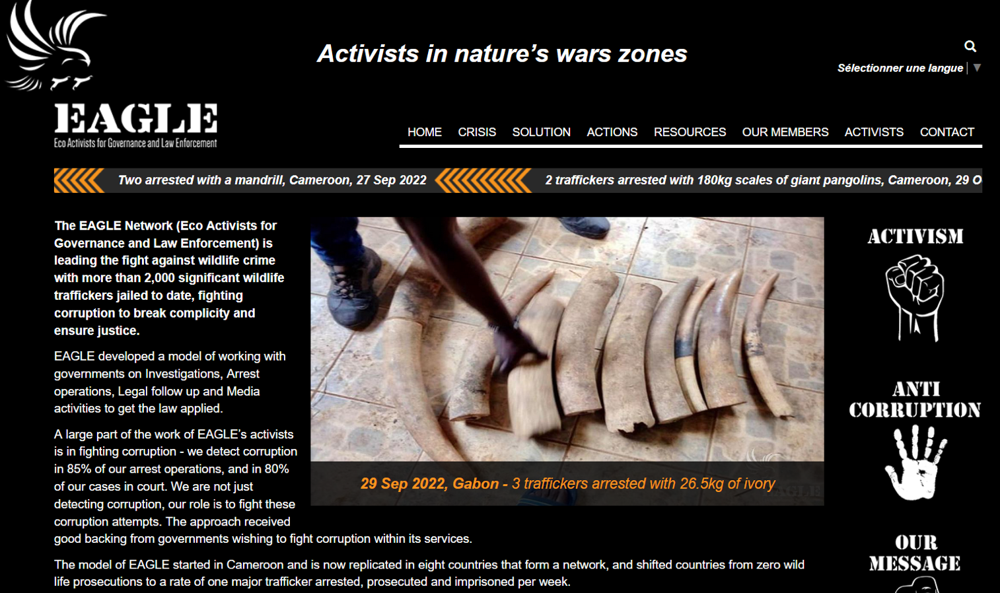 Activists in nature’s wars zones
Sélectionner une langue ▼
EAGLE
Eco Activists for Governance and Law Enforcement
HOME CRISIS SOLUTION ACTIONS RESOURCES OUR MEMBERS ACTIVISTS CONTACT
Two arrested with a mandrill, Cameroon, 27 Sep 2022 2 traffickers arrested with 180kg scales of giant pangolins, Cameroon, 29
The EAGLE Network (Eco Activists for
Governance and Law Enforcement) is
leading the fight against wildlife crime
with more than 2,000 significant wildlife
traffickers jailed to date, fighting
corruption to break complicity and
ensure justice.
EAGLE developed a model of working with
governments on Investigations, Arrest
operations, Legal follow up and Media
activities to get the law applied.
A large part of the work of EAGLE’s activists
is in fighting corruption - we detect corruption
in 85% of our arrest operations, and in 80%
of our cases in court. We are not just
detecting corruption, our role is to fight these
corruption attempts. The approach received
good backing from governments wishing to fight corruption within its services.
The model of EAGLE started in Cameroon and is now replicated in eight countries that form a network, and shifted countries from zero wild
life prosecutions to a rate of one major trafficker arrested, prosecuted and imprisoned per week.
29 Sep 2022, Gabon - 3 traffickers arrested with 26.5kg of ivory
EAGLE
ACTIVISM
ANTI
CORRUPTION
OUR
MESSAGE